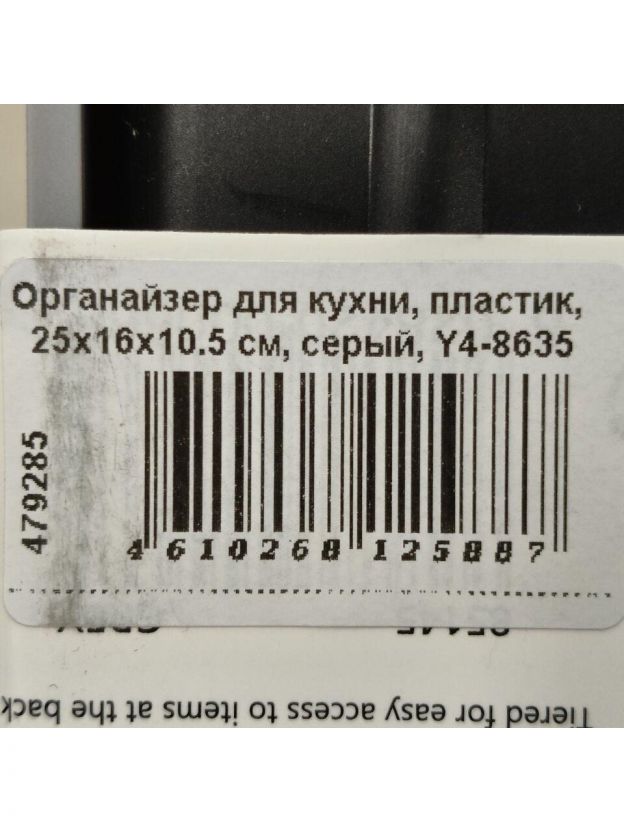 Органайзер для кухни, пластик,
25х16х10.5 см, серый, Y4-8635
479285
4 610268 125887
Tiered for easy access to items at the back